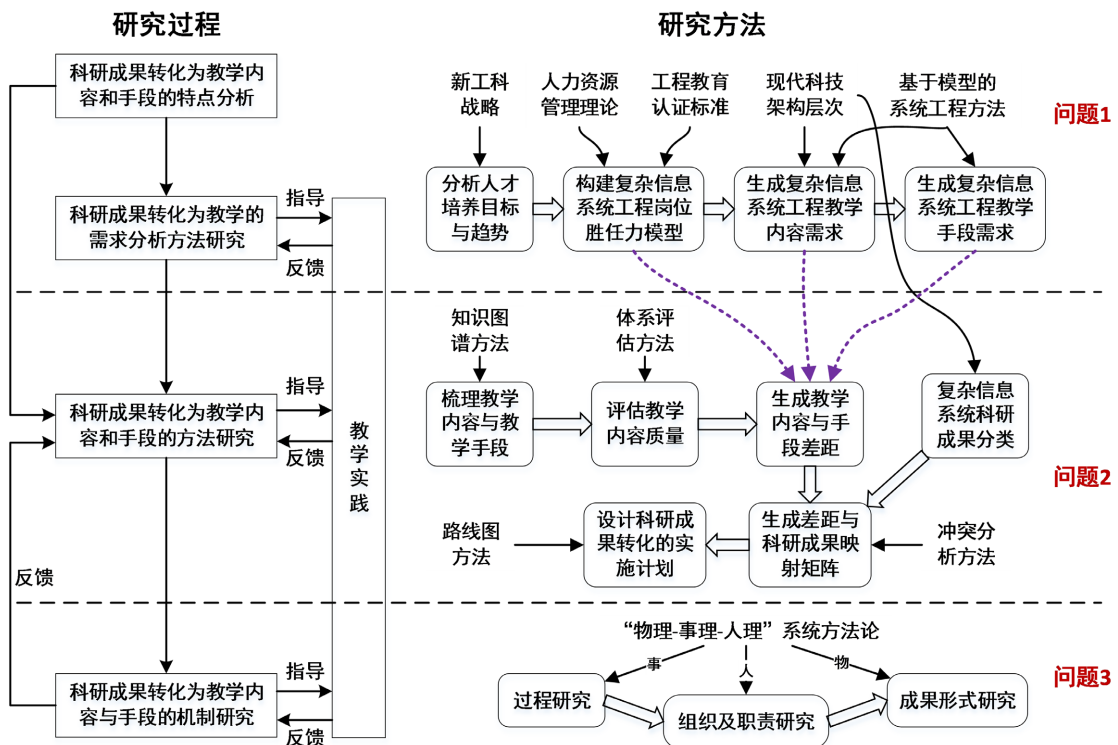 研究过程
研究方法
科研成果转化为教学内
容和手段的特点分析
科研成果转化为教学的
需求分析方法研究
指导
反馈
科研成果转化为教学内
容和手段的方法研究
指导
反馈
反馈
科研成果转化为教学内
容与手段的机制研究
指导
反馈
教
学
实
践
新工科
战略
人力资源
管理理论
工程教育
认证标准
现代科技
架构层次
基于模型的
系统工程方法
问题1
分析人才
培养目标
与趋势
构建复杂信息
系统工程岗位
胜任力模型
生成复杂信息
系统工程教学
内容需求
生成复杂信息
系统工程教学
手段需求
知识图
谱方法
体系评
估方法
梳理教学
内容与教
学手段
评估教学
内容质量
生成教学
内容与手
段差距
复杂信息
系统科研
成果分类
问题2
路线图
方法
设计科研成
果转化的实
施计划
生成差距与
科研成果映
射矩阵
冲突分
析方法
“物理-事理-人理”系统方法论
事
人
物
问题3
过程研究
组织及职责研究
成果形式研究